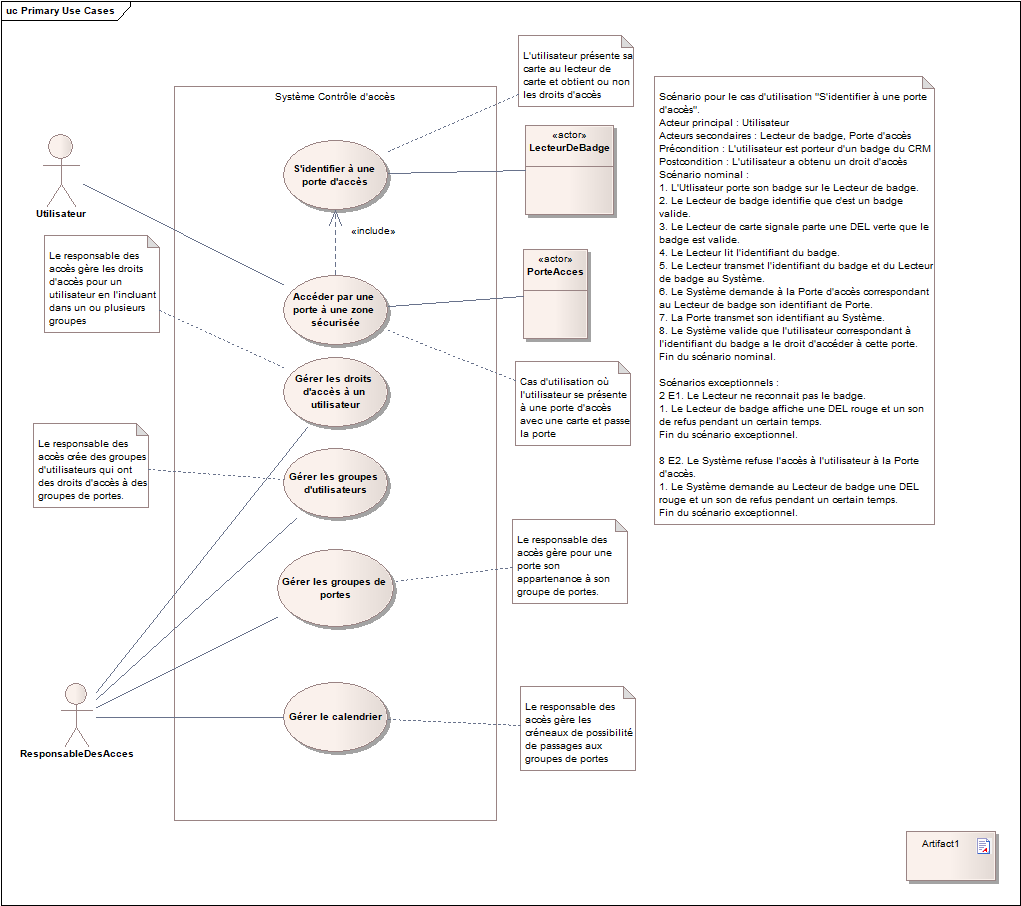 uc Primary Use Cases
L'utilisateur présente sa
carte au lecteur de
carte et obtient ou non
les droits d'accès
Système Contrôle d'accès
S'identifier à une
porte d'accès
«actor»
LecteurDeBadge
Utilisateur
«include»
Le responsable des
accès gère les droits
d'accès pour un
utilisateur en l'incluant
dans un ou plusieurs
groupes
Accéder par une
porte à une zone
sécurisée
«actor»
PorteAcces
Gérer les droits
d'accès à un
utilisateur
Cas d'utilisation où
l'utilisateur se présente
à une porte d'accès
avec une carte et passe
la porte
Le responsable des
accès crée des groupes
d'utilisateurs qui ont
des droits d'accès à des
groupes de portes.
Gérer les groupes
d'utilisateurs
Le responsable des
accès gère pour une
porte son
appartenance à son
groupe de portes.
Gérer les groupes de
portes
ResponsableDesAcces
Gérer le calendrier
Le responsable des
accès gère les
créneaux de possibilité
de passages aux
groupes de portes
Scénario pour le cas d'utilisation "S'identifier à une porte
d'accès".
Acteur principal : Utilisateur
Acteurs secondaires : Lecteur de badge, Porte d'accès
Précondition : L'utilisateur est porteur d'un badge du CRM
Postcondition : L'utilisateur a obtenu un droit d'accès
Scénario nominal :
1. L'Utlisateur porte son badge sur le Lecteur de badge.
2. Le Lecteur de badge identifie que c'est un badge
valide.
3. Le Lecteur de carte signale parte une DEL verte que le
badge est valide.
4. Le Lecteur lit l'identifiant du badge.
5. Le Lecteur transmet l'identifiant du badge et du Lecteur
de badge au Système.
6. Le Système demande à la Porte d'accès correspondant
au Lecteur de badge son identifiant de Porte.
7. La Porte transmet son identifiant au Système.
8. Le Système valide que l'utilisateur correspondant à
l'identifiant du badge a le droit d'accéder à cette porte.
Fin du scénario nominal.
Scénarios exceptionnels :
2 E1. Le Lecteur ne reconnait pas le badge.
1. Le Lecteur de badge affiche une DEL rouge et un son
de refus pendant un certain temps.
Fin du scénario exceptionnel.
8 E2. Le Système refuse l'accès à l'utilisateur à la Porte
d'accès.
1. Le Système demande au Lecteur de badge une DEL
rouge et un son de refus pendant un certain temps.
Fin du scénario exceptionnel.
Artifact1